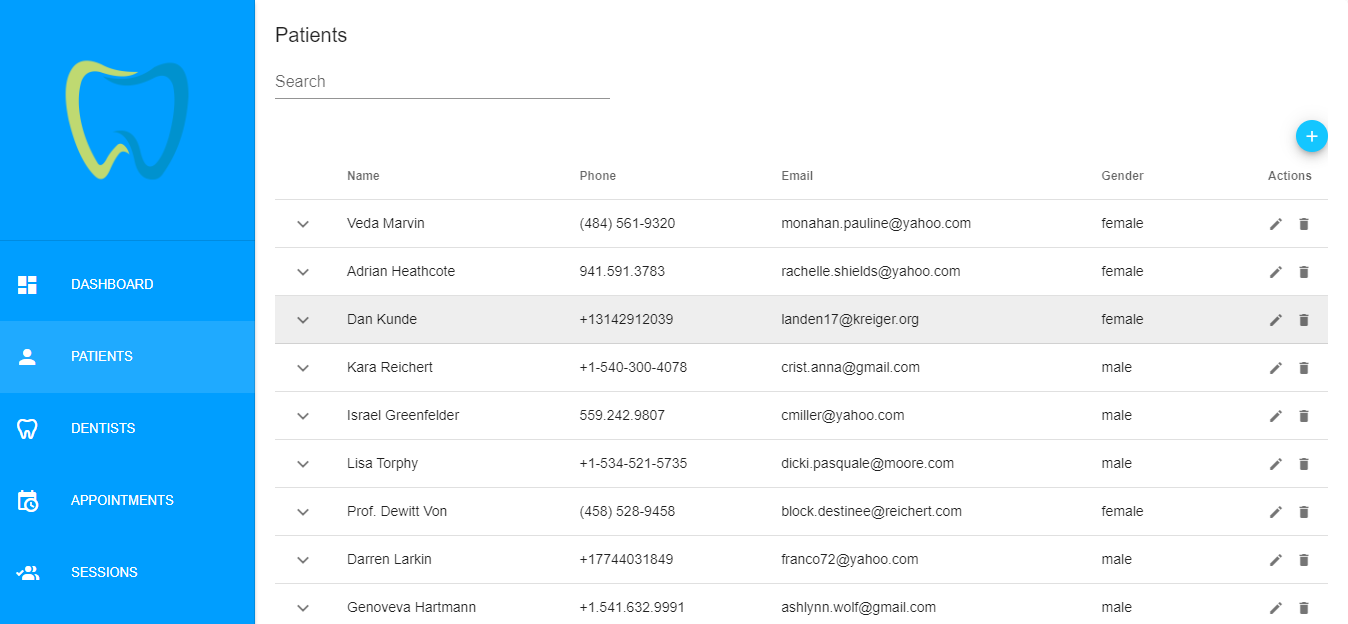 Patients
Search
Name Phone Email Gender Actions
Veda Marvin (484) 561-9320 monahan.pauline@yahoo.com female
Adrian Heathcote 941.591.3783 rachelle.shields@yahoo.com female
Dan Kunde +13142912039 landen17@kreiger.org female
Kara Reichert +1-540-300-4078 crist.anna@gmail.com male
Israel Greenfelder 559.242.9807 cmiller@yahoo.com male
Lisa Torphy +1-534-521-5735 dicki.pasquale@moore.com male
Prof. Dewitt Von (458) 528-9458 block.destinee@reichert.com female
Darren Larkin +17744031849 franco72@yahoo.com male
Genoveva Hartmann +1.541.632.9991 ashlynn.wolf@gmail.com male
DASHBOARD
PATIENTS
DENTISTS
APPOINTMENTS
SESSIONS